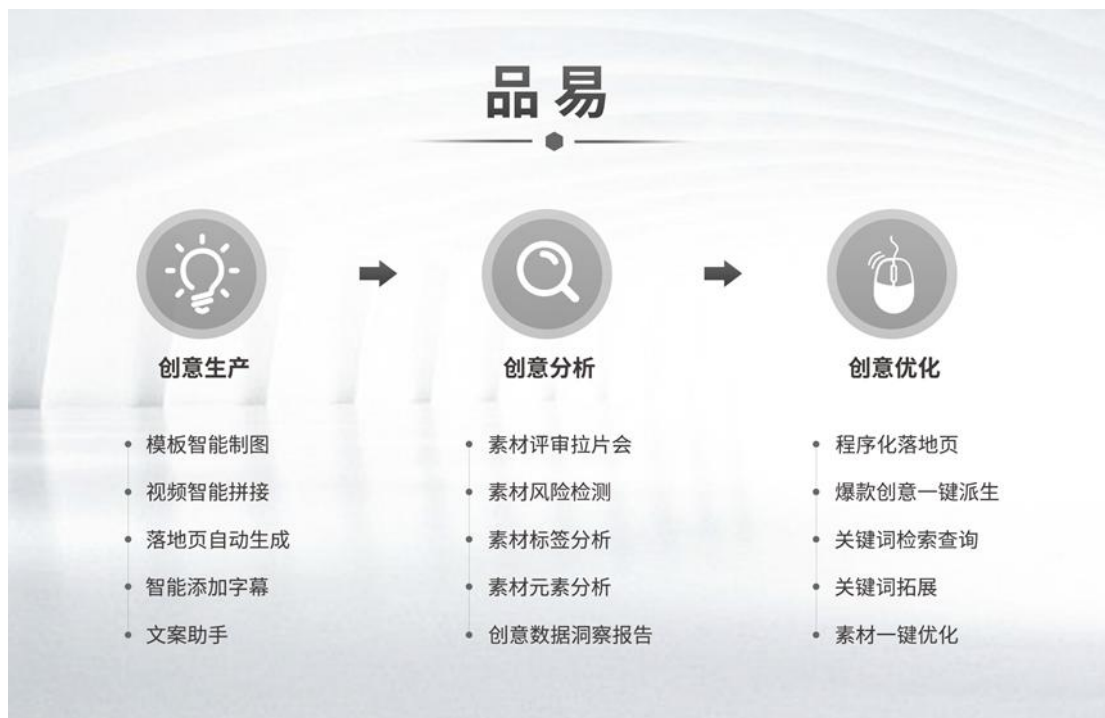 品易
创意生产
模板智能制图
视频智能拼接
落地页自动生成
智能添加字幕
文案助手
创意分析
素材评审拉片会
素材风险检测
素材标签分析
素材元素分析
创意数据洞察报告
创意优化
程序化落地页
爆款创意一键派生
关键词检索查询
关键词拓展
素材一键优化